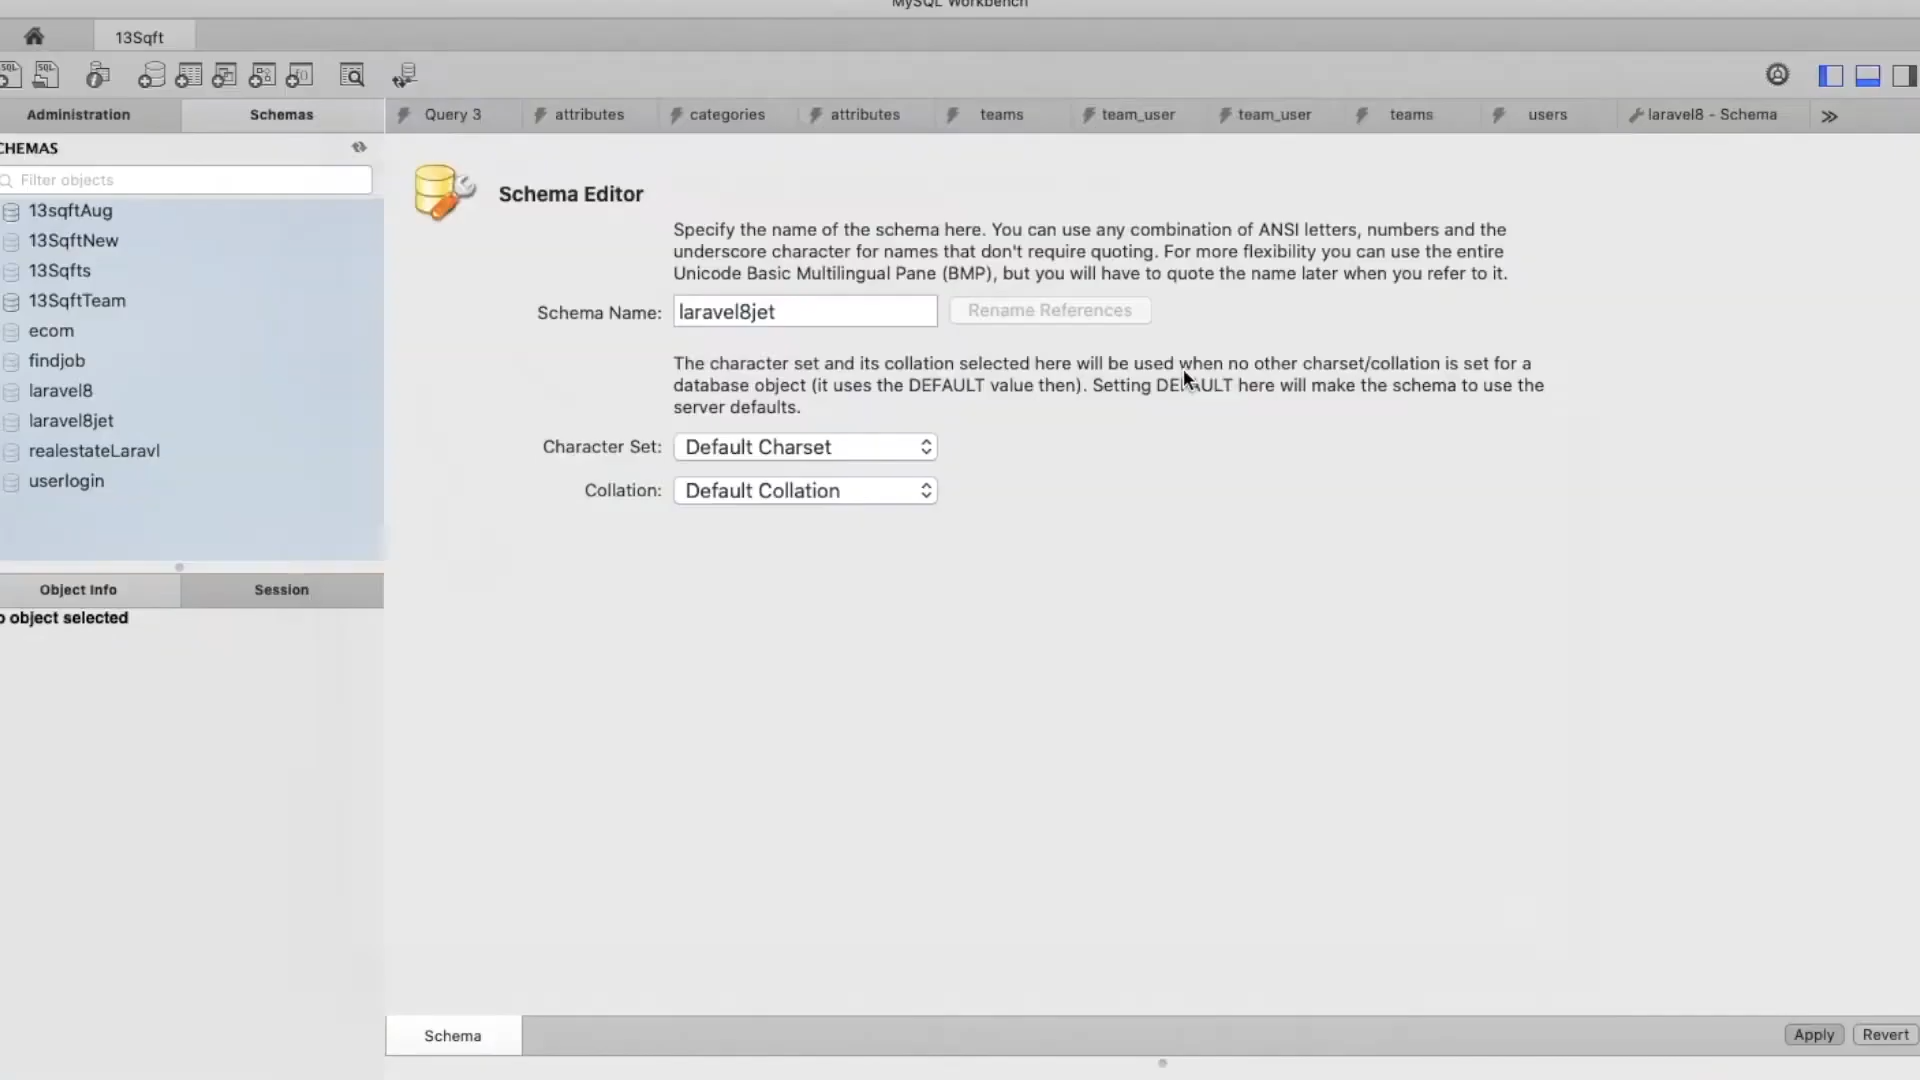 MySQL Workbench
13Sqft
Administration
Schemas
Query 3
attributes
categories
attributes
teams
team_user
team_user
teams
users
laravel8 - Schema
CHEMAS
Filter objects
13sqftAug
13SqftNew
13Sqfts
13SqftTeam
ecom
findjob
laravel8
laravel8jet
realestateLaravl
userlogin
Object Info
Session
o object selected
Schema Editor
Specify the name of the schema here. You can use any combination of ANSI letters, numbers and the
underscore character for names that don't require quoting. For more flexibility you can use the entire
Unicode Basic Multilingual Pane (BMP), but you will have to quote the name later when you refer to it.
Schema Name:
laravel8jet
Rename References
The character set and its collation selected here will be used when no other charset/collation is set for a
database object (it uses the DEFAULT value then). Setting DEFAULT here will make the schema to use the
server defaults.
Character Set:
Default Charset
Collation:
Default Collation
Schema
Apply
Revert